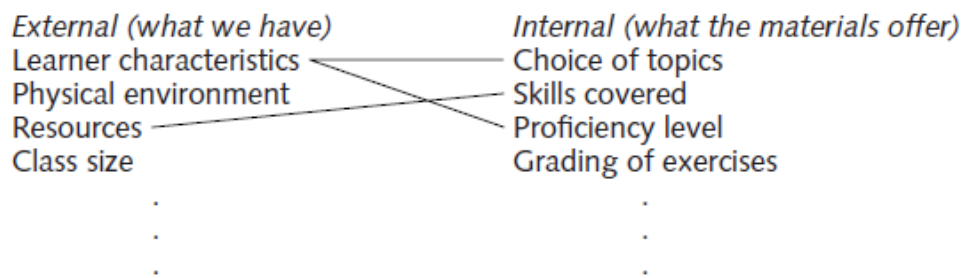 External (what we have) Internal (what the materials offer)
Learner characteristics Choice of topics
Physical environment Skills covered
Resources Proficiency level
Class size Grading of exercises
. .
. .
. .